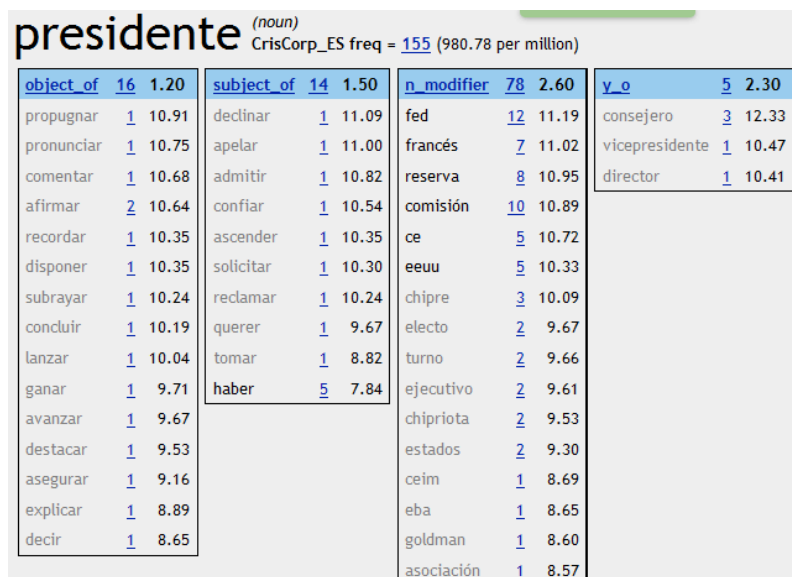 presidente (noun) CrisCorp_ES freq = 155 (980.78 per million)
object_of 16 1.20
propugnar 1 10.91
pronunciar 1 10.75
comentar 1 10.68
afirmar 2 10.64
recordar 1 10.35
disponer 1 10.35
subrayar 1 10.24
concluir 1 10.19
lanzar 1 10.04
ganar 1 9.71
avanzar 1 9.67
destacar 1 9.53
asegurar 1 9.16
explicar 1 8.89
decir 1 8.65
subject_of 14 1.50
declinar 1 11.09
apelar 1 11.00
admitir 1 10.82
confiar 1 10.54
ascender 1 10.35
solicitar 1 10.30
reclamar 1 10.24
querer 1 9.67
tomar 1 8.82
haber 5 7.84
n_modifier 78 2.60
fed 12 11.19
francés 7 11.02
reserva 8 10.95
comisión 10 10.89
ce 5 10.72
eeuu 5 10.33
chipre 3 10.09
electo 2 9.67
turno 2 9.66
ejecutivo 2 9.61
chipriota 2 9.53
estados 2 9.30
ceim 1 8.69
eba 1 8.65
goldman 1 8.60
asociación 1 8.57
y_o 5 2.30
consejero 3 12.33
vicepresidente 1 10.47
director 1 10.41